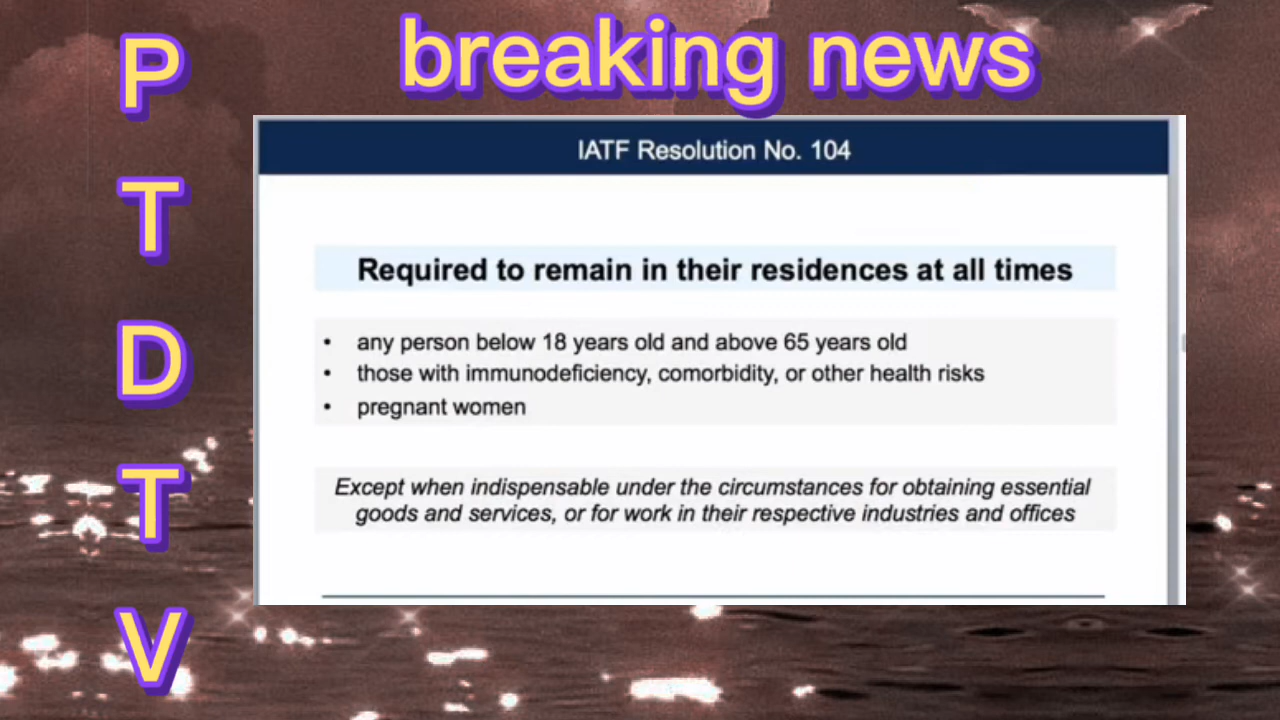 breaking news
P
T
D
T
V
IATF Resolution No. 104
Required to remain in their residences at all times
• any person below 18 years old and above 65 years old
• those with immunodeficiency, comorbidity, or other health risks
• pregnant women
Except when indispensable under the circumstances for obtaining essential
goods and services, or for work in their respective industries and offices